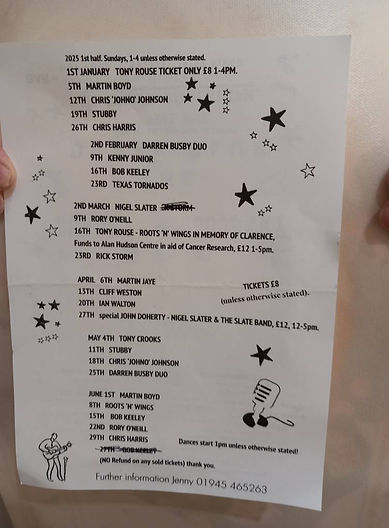 2025 1st half. Sundays, 1-4 unless otherwise stated.
1ST JANUARY TONY ROUSE TICKET ONLY £8 1-4PM.
5TH MARTIN BOYD
12TH CHRIS 'JOHNO' JOHNSON
19TH STUBBY
26TH CHRIS HARRIS
2ND FEBRUARY DARREN BUSBY DUO
9TH KENNY JUNIOR
16TH BOB KEELEY
23RD TEXAS TORNADOS
2ND MARCH NIGEL SLATER
9TH RORY O'NEILL
16TH TONY ROUSE - ROOTS 'N' WINGS IN MEMORY OF CLARENCE,
Funds to Alan Hudson Centre in aid of Cancer Research, £12 1-5pm.
23RD RICK STORM
APRIL 6TH MARTIN JAYE
13TH CLIFF WESTON
20TH IAN WALTON
27TH special JOHN DOHERTY - NIGEL SLATER & THE SLATE BAND, £12, 12-5pm.
TICKETS £8
(unless otherwise stated).
MAY 4TH TONY CROOKS
11TH STUBBY
18TH CHRIS 'JOHNO' JOHNSON
25TH DARREN BUSBY DUO
JUNE 1ST MARTIN BOYD
8TH ROOTS 'N' WINGS
15TH BOB KEELEY
22ND RORY O'NEILL
29TH CHRIS HARRIS
Dances start 1pm unless otherwise stated!
(NO Refund on any sold tickets) thank you.
Further information Jenny 01945 465263